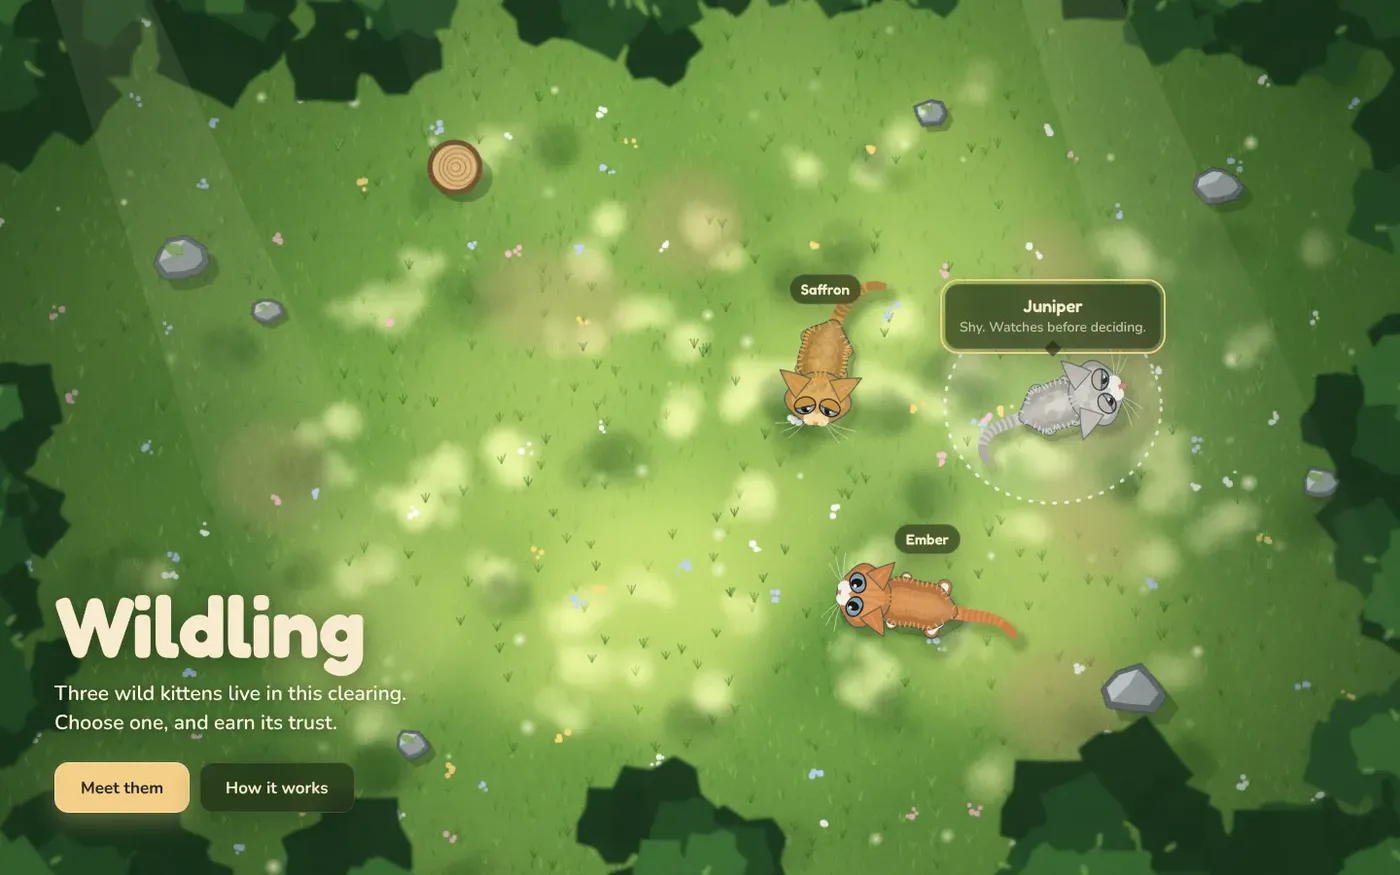 Saffron
Juniper
Shy. Watches before deciding.
Ember
Wildling
Three wild kittens live in this clearing.
Choose one, and earn its trust.
Meet them
How it works